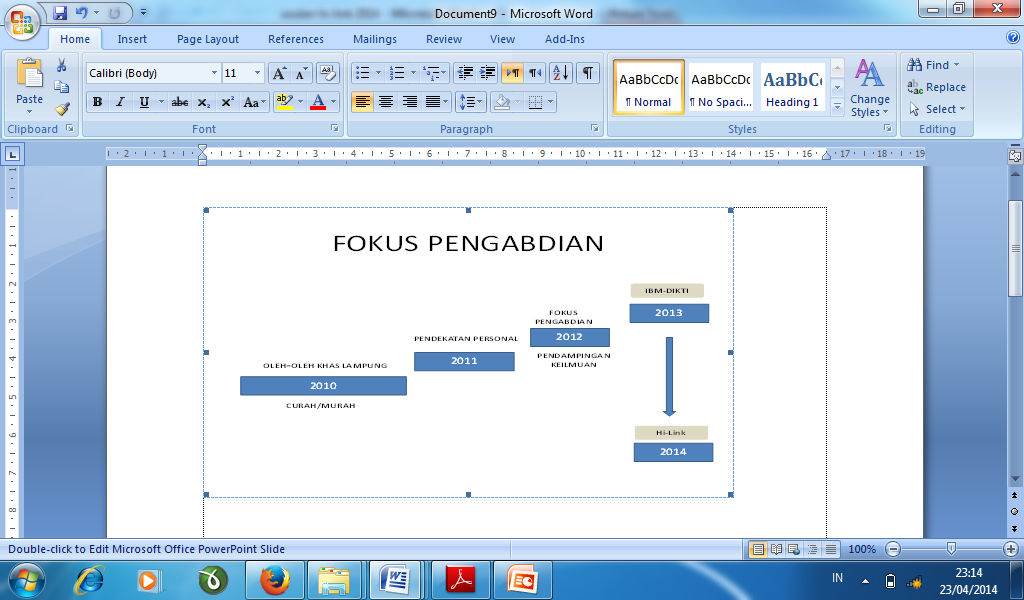 Document9 - Microsoft Word
Home Insert Page Layout References Mailings Review View Add-Ins
Paste
Calibri (Body) 11
AaBbCcDc AaBbCcDc AaBbCc
¶ Normal ¶ No Spaci... Heading 1
Change Styles
Find
Replace
Select
Clipboard Font Paragraph Styles Editing
FOKUS PENGABDIAN
IBM-DIKTI
2013
FOKUS
PENGABDIAN
2012
PENDAMPINGAN
KEILMUAN
PENDEKATAN PERSONAL
2011
OLEH-OLEH KHAS LAMPUNG
2010
CURAH/MURAH
Hi-Link
2014
Double-click to Edit Microsoft Office PowerPoint Slide
100%
IN
23:14
23/04/2014